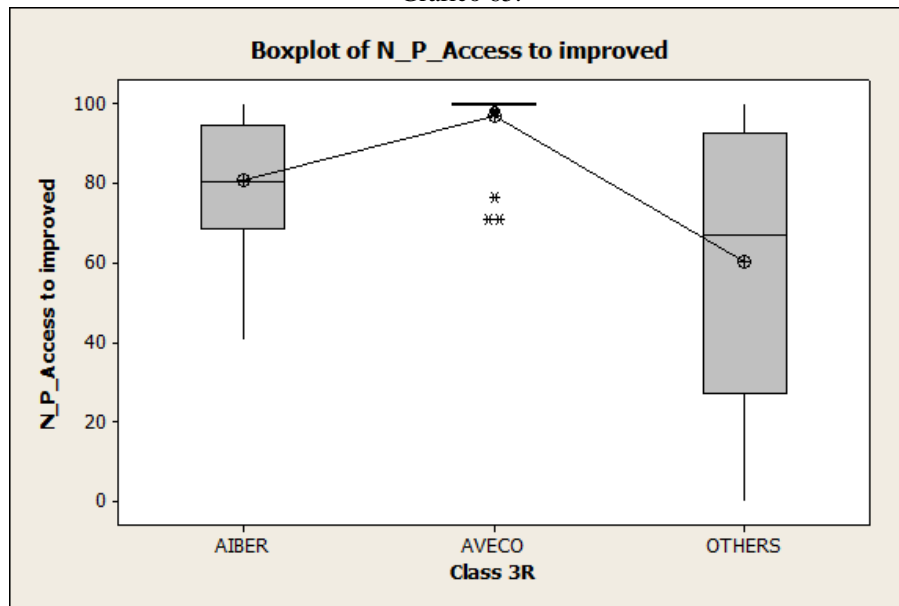 Boxplot of N_P_Access to improved
N_P_Access to improved
100
80
60
40
20
0
AIBER AVECO OTHERS
Class 3R